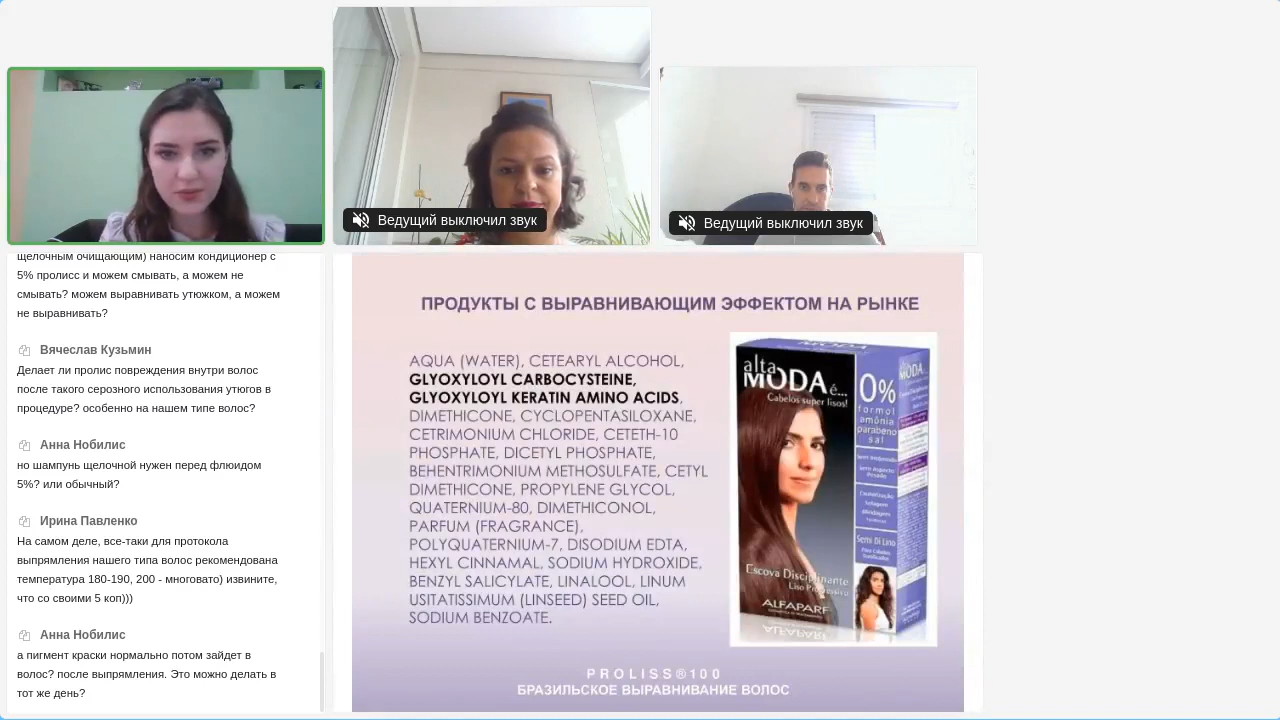 Ведущий выключил звук
Ведущий выключил звук
щелочным очищающим) наносим кондиционер с
5% пролисс и можем смывать, а можем не
смывать? можем выравнивать утюжком, а можем
не выравнивать?
Вячеслав Кузьмин
Делает ли пролис повреждения внутри волос
после такого серозного использования утюгов в
процедуре? особенно на нашем типе волос?
Анна Нобилис
но шампунь щелочной нужен перед флюидом
5%? или обычный?
Ирина Павленко
На самом деле, все-таки для протокола
выпрямления нашего типа волос рекомендована
температура 180-190, 200 - многовато) извините,
что со своими 5 коп)))
Анна Нобилис
а пигмент краски нормально потом зайдет в
волос? после выпрямления. Это можно делать в
тот же день?
ПРОДУКТЫ С ВЫРАВНИВАЮЩИМ ЭФФЕКТОМ НА РЫНКЕ
AQUA (WATER), CETEARYL ALCOHOL,
GLYOXYLOYL CARBOCYSTEINE,
GLYOXYLOYL KERATIN AMINO ACIDS,
DIMETHICONE, CYCLOPENTASILOXANE,
CETRIMONIUM CHLORIDE, CETETH-10
PHOSPHATE, DICETYL PHOSPHATE,
BEHENTRIMONIUM METHOSULFATE, CETYL
DIMETHICONE, PROPYLENE GLYCOL,
QUATERNIUM-80, DIMETHICONOL,
PARFUM (FRAGRANCE),
POLYQUATERNIUM-7, DISODIUM EDTA,
HEXYL CINNAMAL, SODIUM HYDROXIDE,
BENZYL SALICYLATE, LINALOOL, LINUM
USITATISSIMUM (LINSEED) SEED OIL,
SODIUM BENZOATE.
alta
MODA é...
Cabelos super lisos!
0%
formol
amônia
parabeno
sal
Semi Di Lino
Escova Disciplinante
Liso Progressivo
ALFAPARF
PROLISS®100
БРАЗИЛЬСКОЕ ВЫРАВНИВАНИЕ ВОЛОС